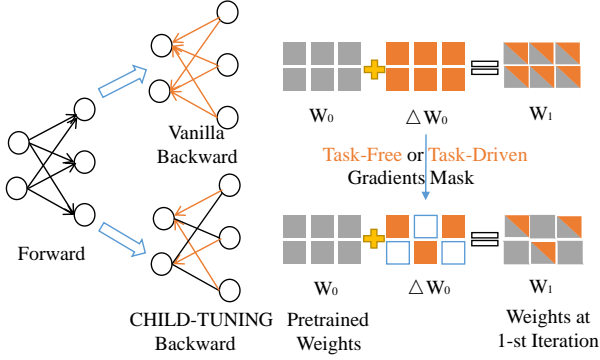 W₀
△ W₀
W₁
Vanilla
Backward
Task-Free or Task-Driven
Gradients Mask
Forward
W₀
△ W₀
W₁
CHILD-TUNING
Backward
Pretrained
Weights
Weights at
1-st Iteration